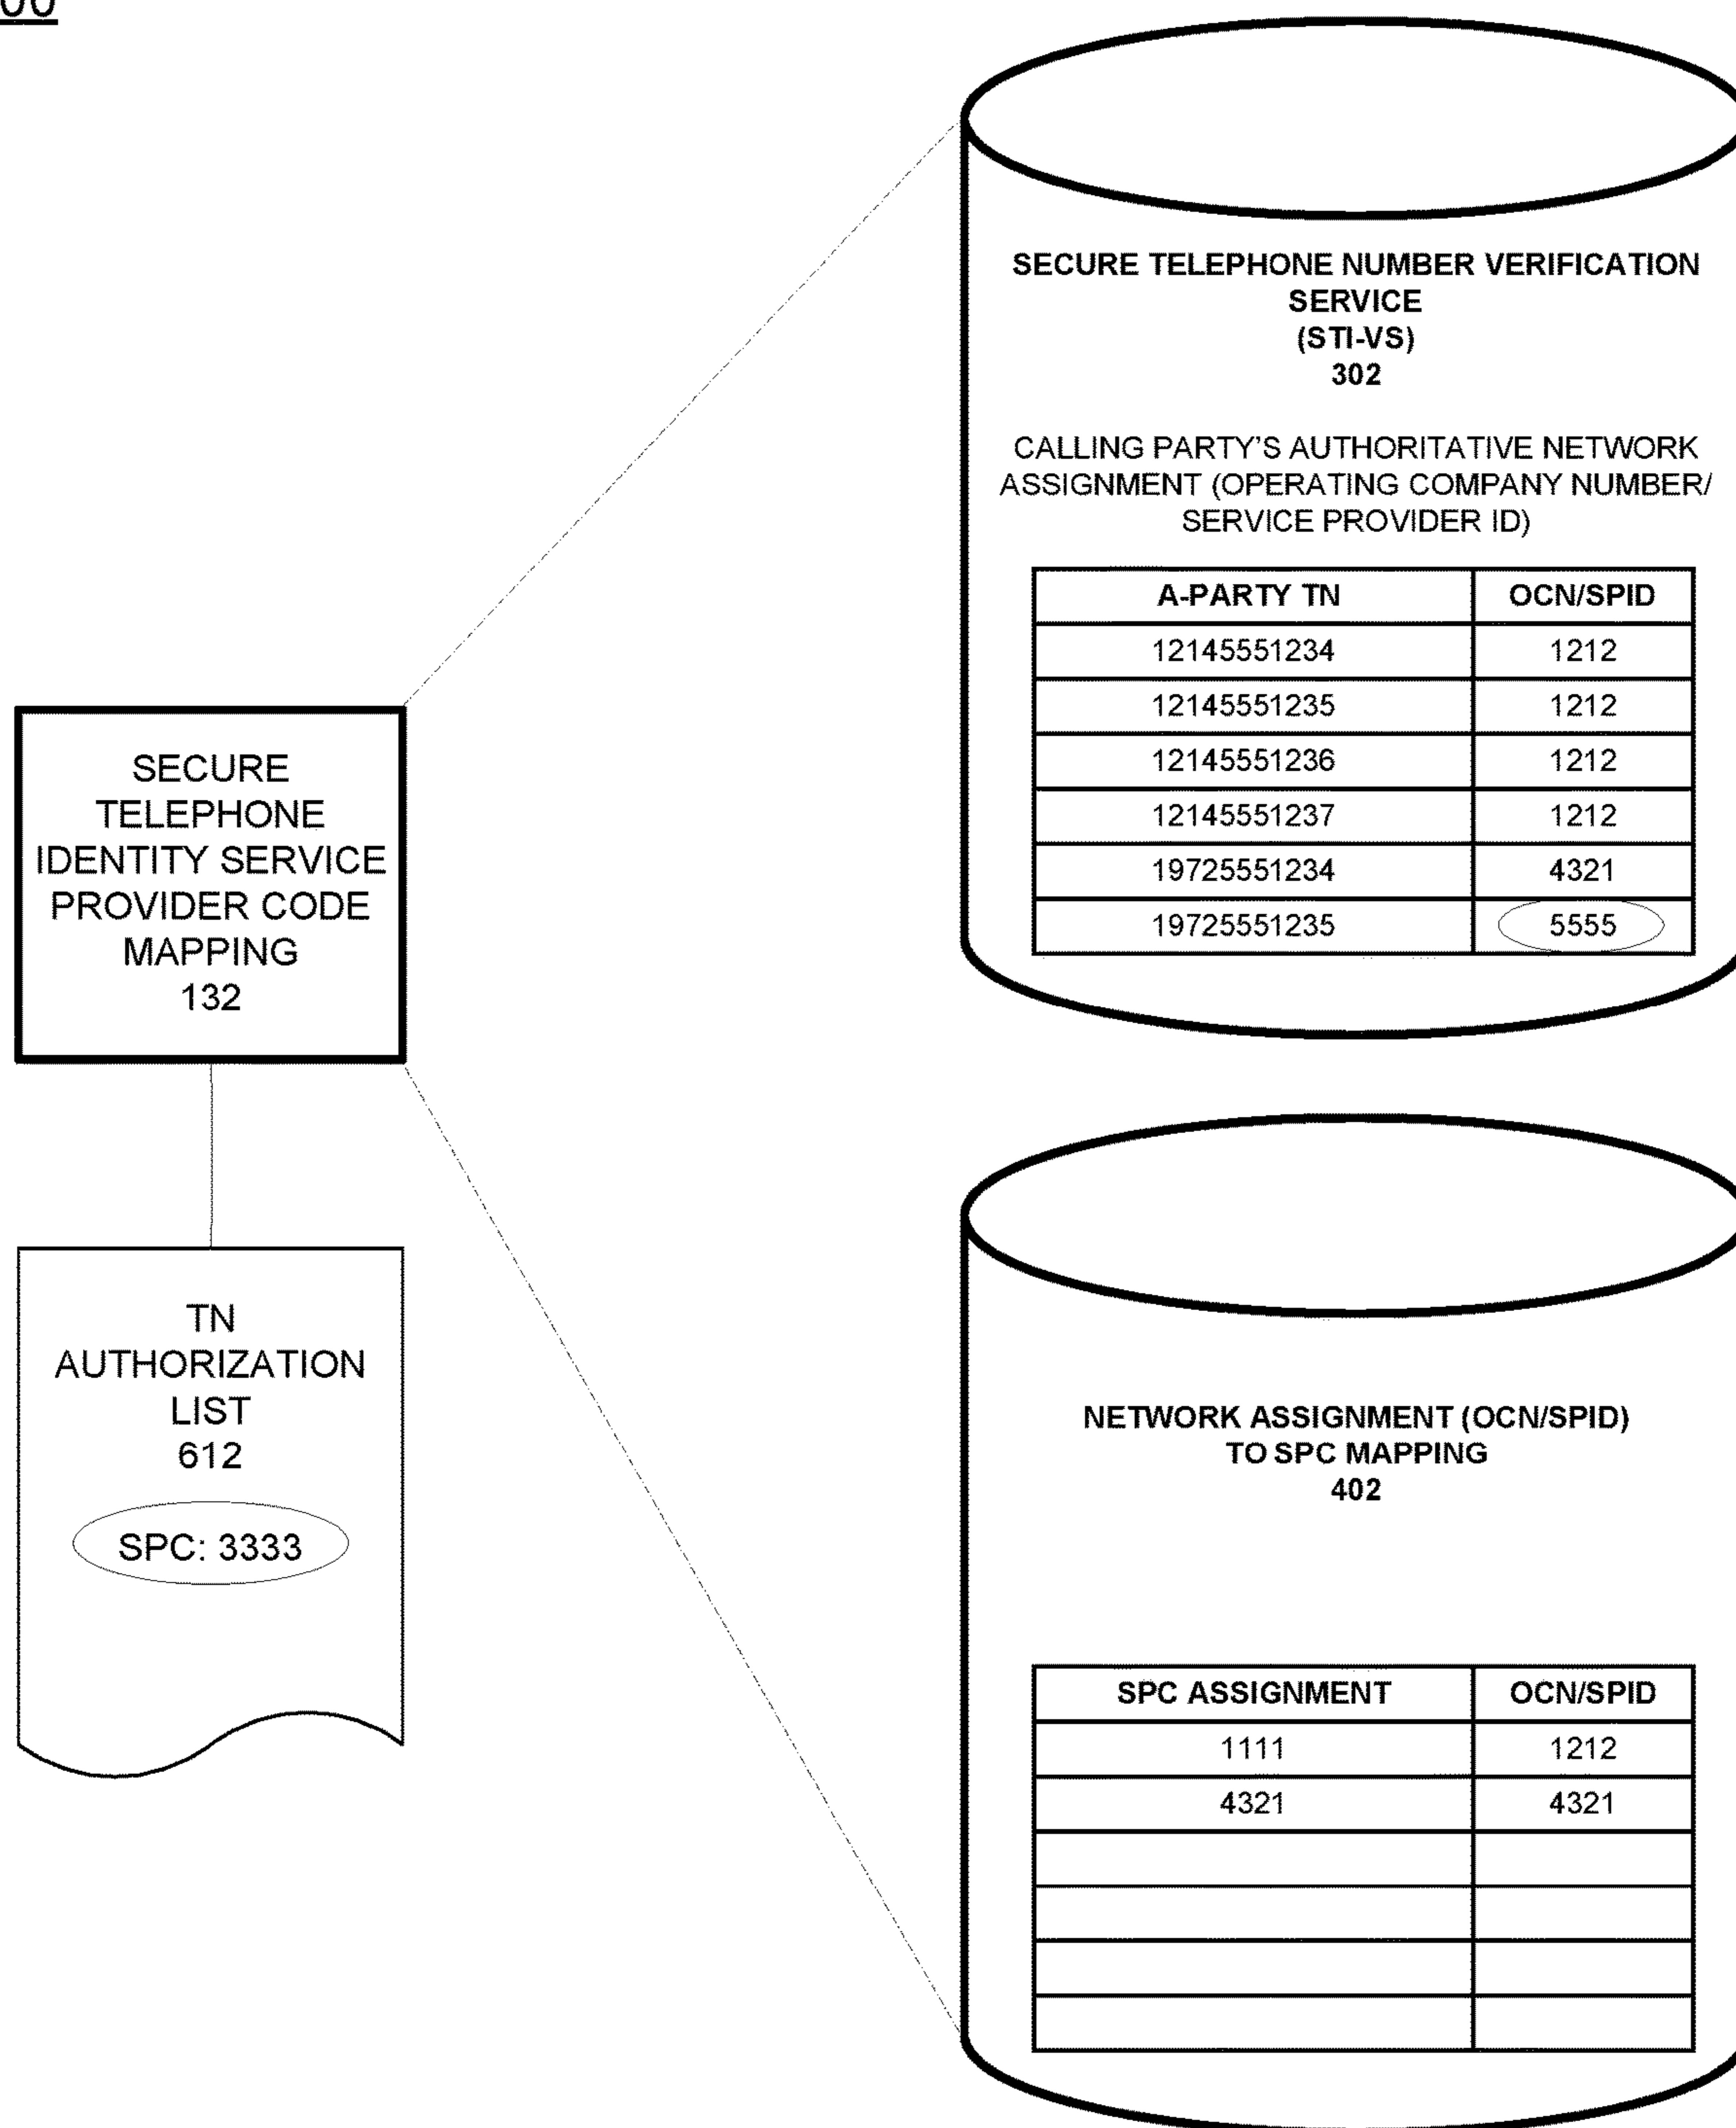 00
SECURE TELEPHONE NUMBER VERIFICATION
SERVICE
(STI-VS)
302
CALLING PARTY'S AUTHORITATIVE NETWORK
ASSIGNMENT (OPERATING COMPANY NUMBER/
SERVICE PROVIDER ID)
A-PARTY TN OCN/SPID
12145551234 1212
12145551235 1212
12145551236 1212
12145551237 1212
19725551234 4321
19725551235 5555
SECURE
TELEPHONE
IDENTITY SERVICE
PROVIDER CODE
MAPPING
132
TN
AUTHORIZATION
LIST
612
SPC: 3333
NETWORK ASSIGNMENT (OCN/SPID)
TO SPC MAPPING
402
SPC ASSIGNMENT OCN/SPID
1111 1212
4321 4321